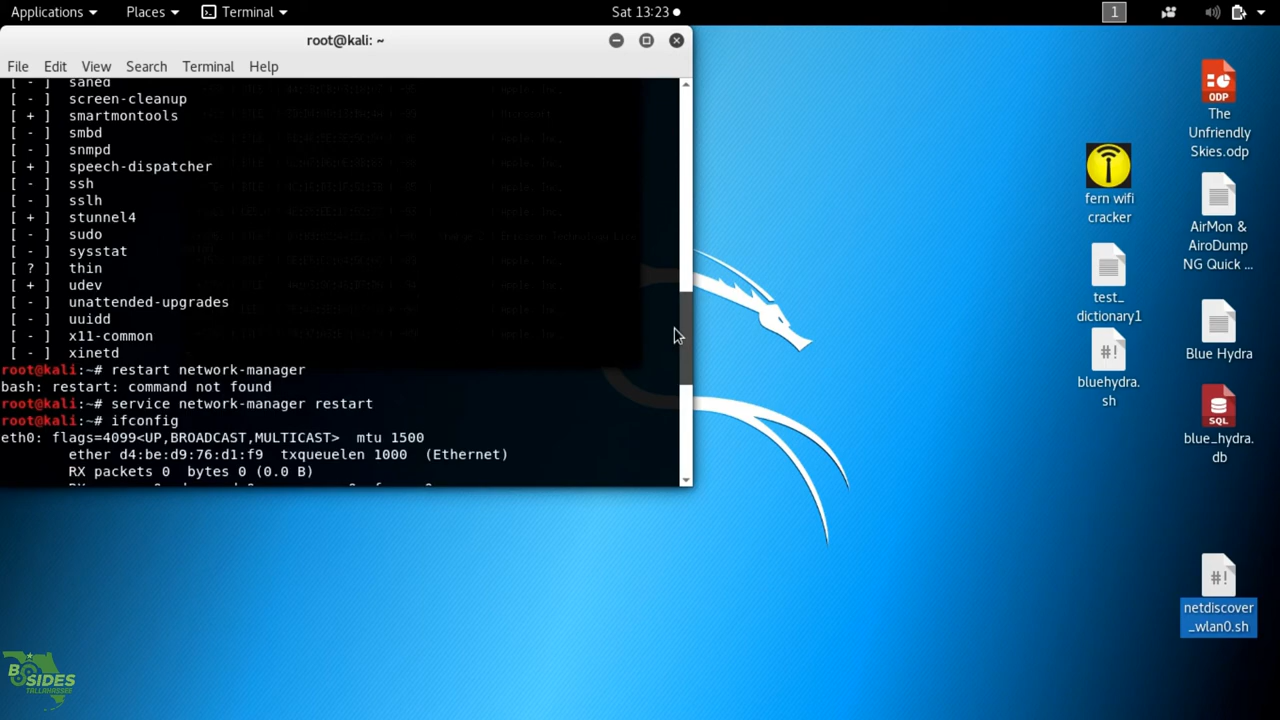 Applications
Places
Terminal
Sat 13:23
1
root@kali: ~
File Edit View Search Terminal Help
[ - ] saned
[ - ] screen-cleanup
[ + ] smartmontools
[ - ] smbd
[ - ] snmpd
[ + ] speech-dispatcher
[ - ] ssh
[ - ] sslh
[ + ] stunnel4
[ - ] sudo
[ - ] sysstat
[ ? ] thin
[ + ] udev
[ - ] unattended-upgrades
[ - ] uuidd
[ - ] x11-common
[ - ] xinetd
root@kali:~# restart network-manager
bash: restart: command not found
root@kali:~# service network-manager restart
root@kali:~# ifconfig
eth0: flags=4099<UP,BROADCAST,MULTICAST> mtu 1500
ether d4:be:d9:76:d1:f9 txqueuelen 1000 (Ethernet)
RX packets 0 bytes 0 (0.0 B)
fern wifi
cracker
test_
dictionary1
#!
bluehydra.
sh
ODP
The
Unfriendly
Skies.odp
AirMon &
AiroDump
NG Quick ...
Blue Hydra
SQL
blue_hydra.
db
#!
netdiscover
_wlan0.sh
BSIDES
TALLAHASSEE